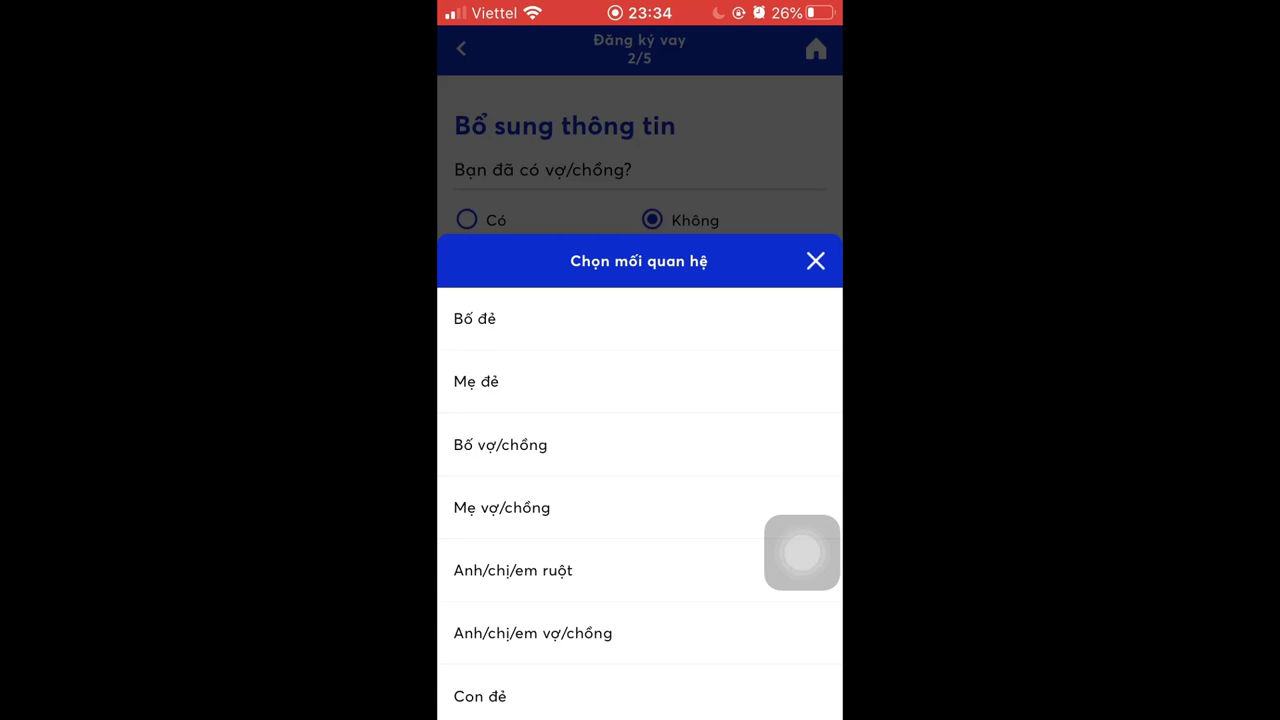 Viettel 23:34 26%
Đăng ký vay
2/5
Bổ sung thông tin
Bạn đã có vợ/chồng?
Có Không
Chọn mối quan hệ
Bố đẻ
Mẹ đẻ
Bố vợ/chồng
Mẹ vợ/chồng
Anh/chị/em ruột
Anh/chị/em vợ/chồng
Con đẻ